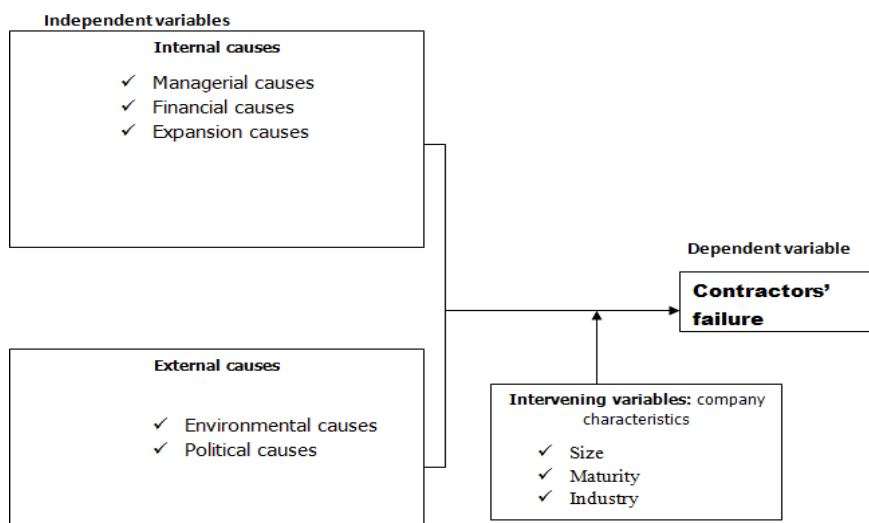 Independent variables
Internal causes
✓ Managerial causes
✓ Financial causes
✓ Expansion causes
Dependent variable
Contractors’
failure
External causes
✓ Environmental causes
✓ Political causes
Intervening variables: company
characteristics
✓ Size
✓ Maturity
✓ Industry